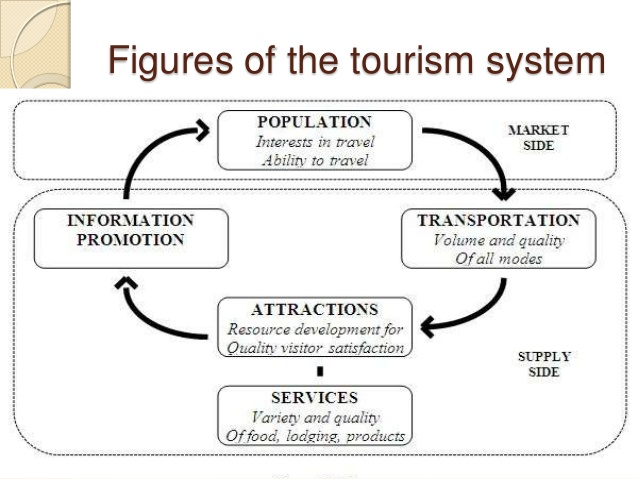 Figures of the tourism system
POPULATION
Interests in travel
Ability to travel
MARKET
SIDE
INFORMATION
PROMOTION
TRANSPORTATION
Volume and quality
Of all modes
ATTRACTIONS
Resource development for
Quality visitor satisfaction
SUPPLY
SIDE
SERVICES
Variety and quality
Of food, lodging, products